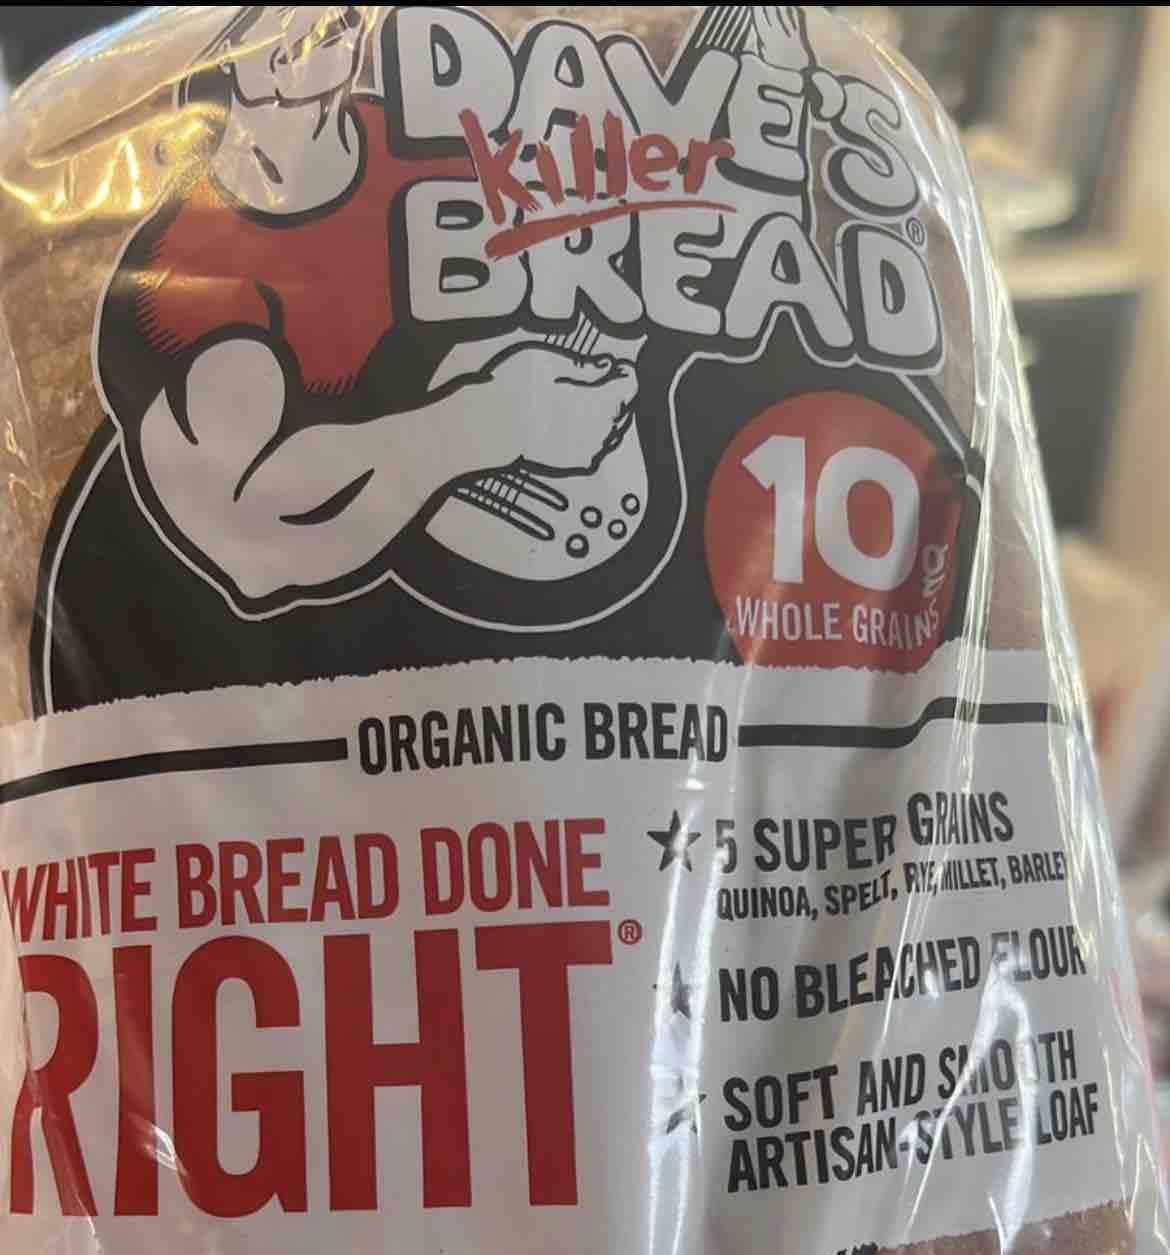 DAVE'S
killer
BREAD®
10g
WHOLE GRAINS
ORGANIC BREAD
WHITE BREAD DONE
RIGHT®
★ 5 SUPER GRAINS
QUINOA, SPELT, RYE, MILLET, BARLEY
★ NO BLEACHED FLOUR
★ SOFT AND SMOOTH
ARTISAN-STYLE LOAF